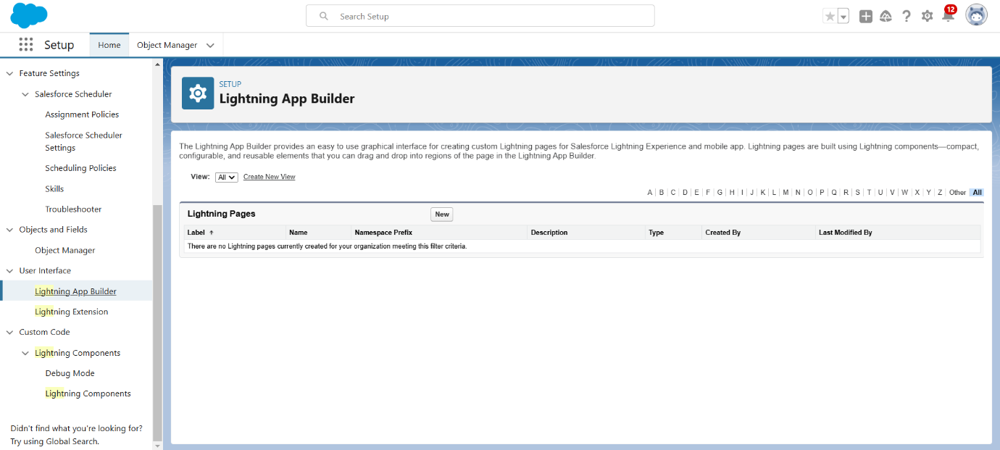 Search Setup
12
Setup
Home
Object Manager
Feature Settings
Salesforce Scheduler
Assignment Policies
Salesforce Scheduler
Settings
Scheduling Policies
Skills
Troubleshooter
Objects and Fields
Object Manager
User Interface
Lightning App Builder
Lightning Extension
Custom Code
Lightning Components
Debug Mode
Lightning Components
Didn't find what you're looking for?
Try using Global Search.
SETUP
Lightning App Builder
The Lightning App Builder provides an easy to use graphical interface for creating custom Lightning pages for Salesforce Lightning Experience and mobile app. Lightning pages are built using Lightning components—compact,
configurable, and reusable elements that you can drag and drop into regions of the page in the Lightning App Builder.
View: All Create New View
A | B | C | D | E | F | G | H | I | J | K | L | M | N | O | P | Q | R | S | T | U | V | W | X | Y | Z | Other | All
Lightning Pages New
Label Name Namespace Prefix Description Type Created By Last Modified By
There are no Lightning pages currently created for your organization meeting this filter criteria.